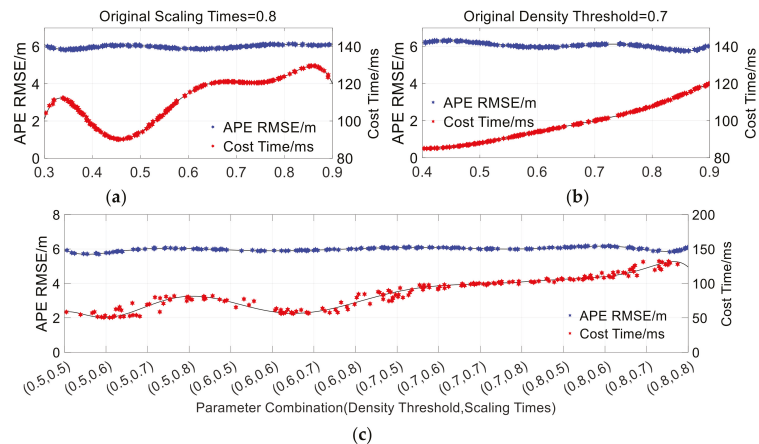 (a)
Original Scaling Times=0.8
APE RMSE/m
6
4
2
0
140
120
100
80
Cost Time/ms
APE RMSE/m
Cost Time/ms
0.3 0.4 0.5 0.6 0.7 0.8 0.9
(b)
Original Density Threshold=0.7
APE RMSE/m
6
4
2
0
140
120
100
80
Cost Time/ms
APE RMSE/m
Cost Time/ms
0.4 0.5 0.6 0.7 0.8 0.9
APE RMSE/m
8
6
4
2
0
200
150
100
50
0
Cost Time/ms
APE RMSE/m
Cost Time/ms
(0.5,0.5) (0.5,0.6) (0.5,0.7) (0.5,0.8) (0.6,0.5) (0.6,0.6) (0.6,0.7) (0.6,0.8) (0.7,0.5) (0.7,0.6) (0.7,0.7) (0.7,0.8) (0.8,0.5) (0.8,0.6) (0.8,0.7) (0.8,0.8)
Parameter Combination(Density Threshold,Scaling Times)
(c)